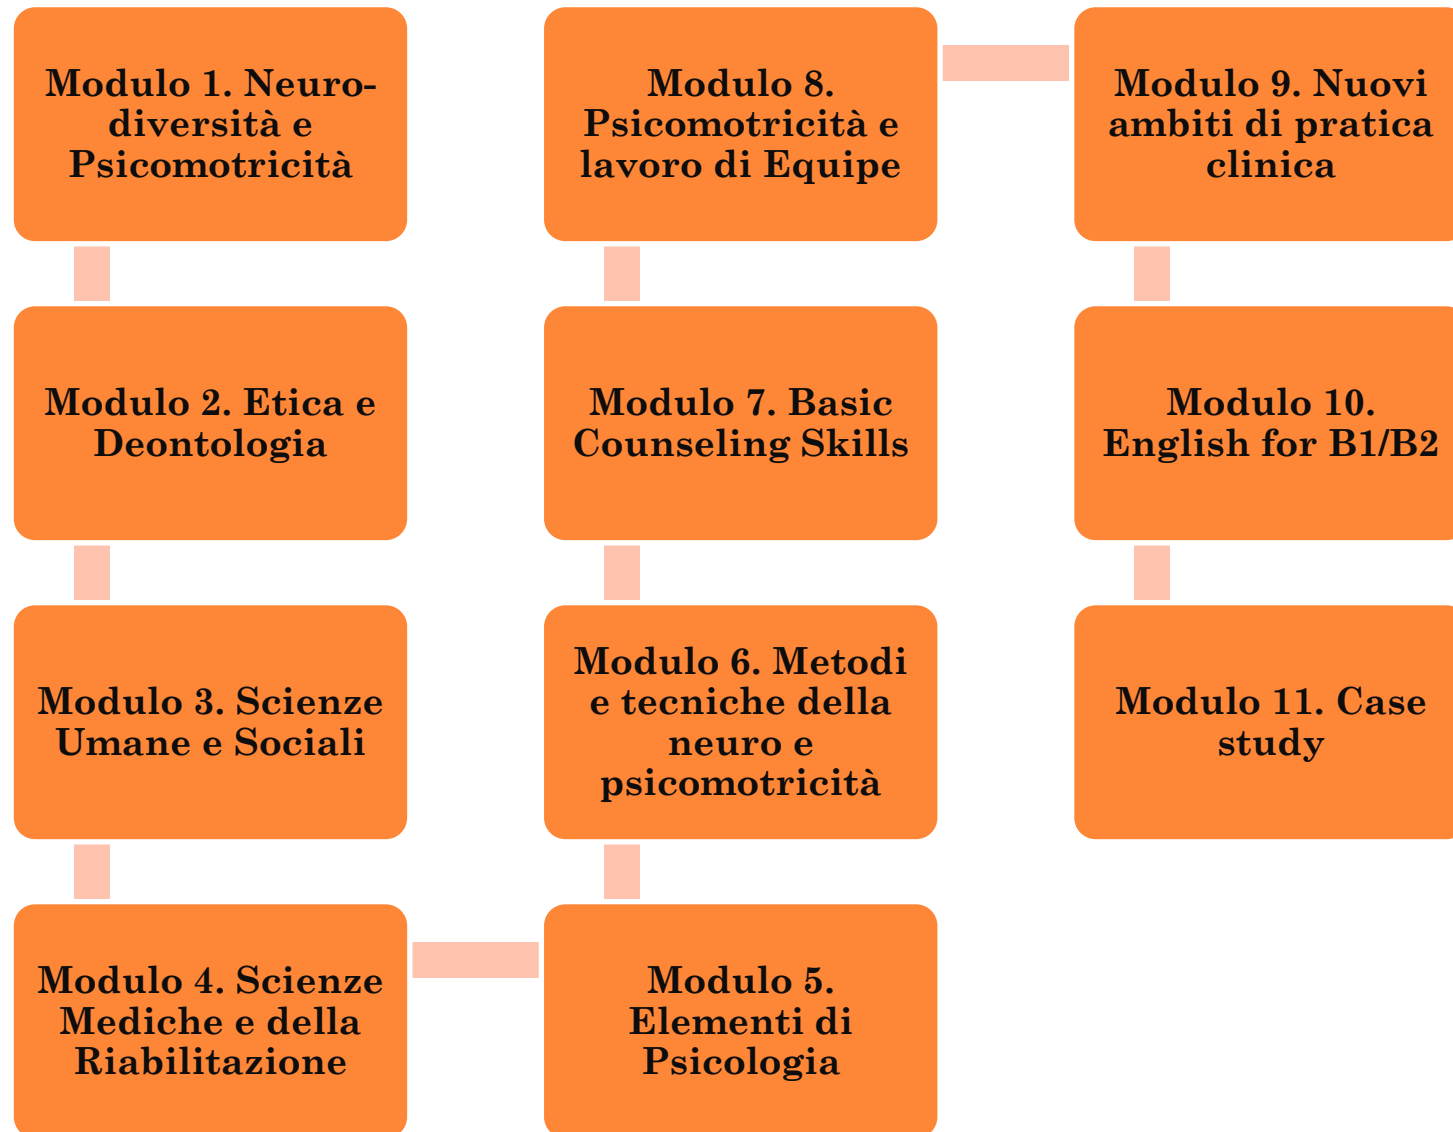 Modulo 1. Neuro-
diversità e
Psicomotricità
Modulo 2. Etica e
Deontologia
Modulo 3. Scienze
Umane e Sociali
Modulo 4. Scienze
Mediche e della
Riabilitazione
Modulo 5.
Elementi di
Psicologia
Modulo 6. Metodi
e tecniche della
neuro e
psicomotricità
Modulo 7. Basic
Counseling Skills
Modulo 8.
Psicomotricità e
lavoro di Equipe
Modulo 9. Nuovi
ambiti di pratica
clinica
Modulo 10.
English for B1/B2
Modulo 11. Case
study